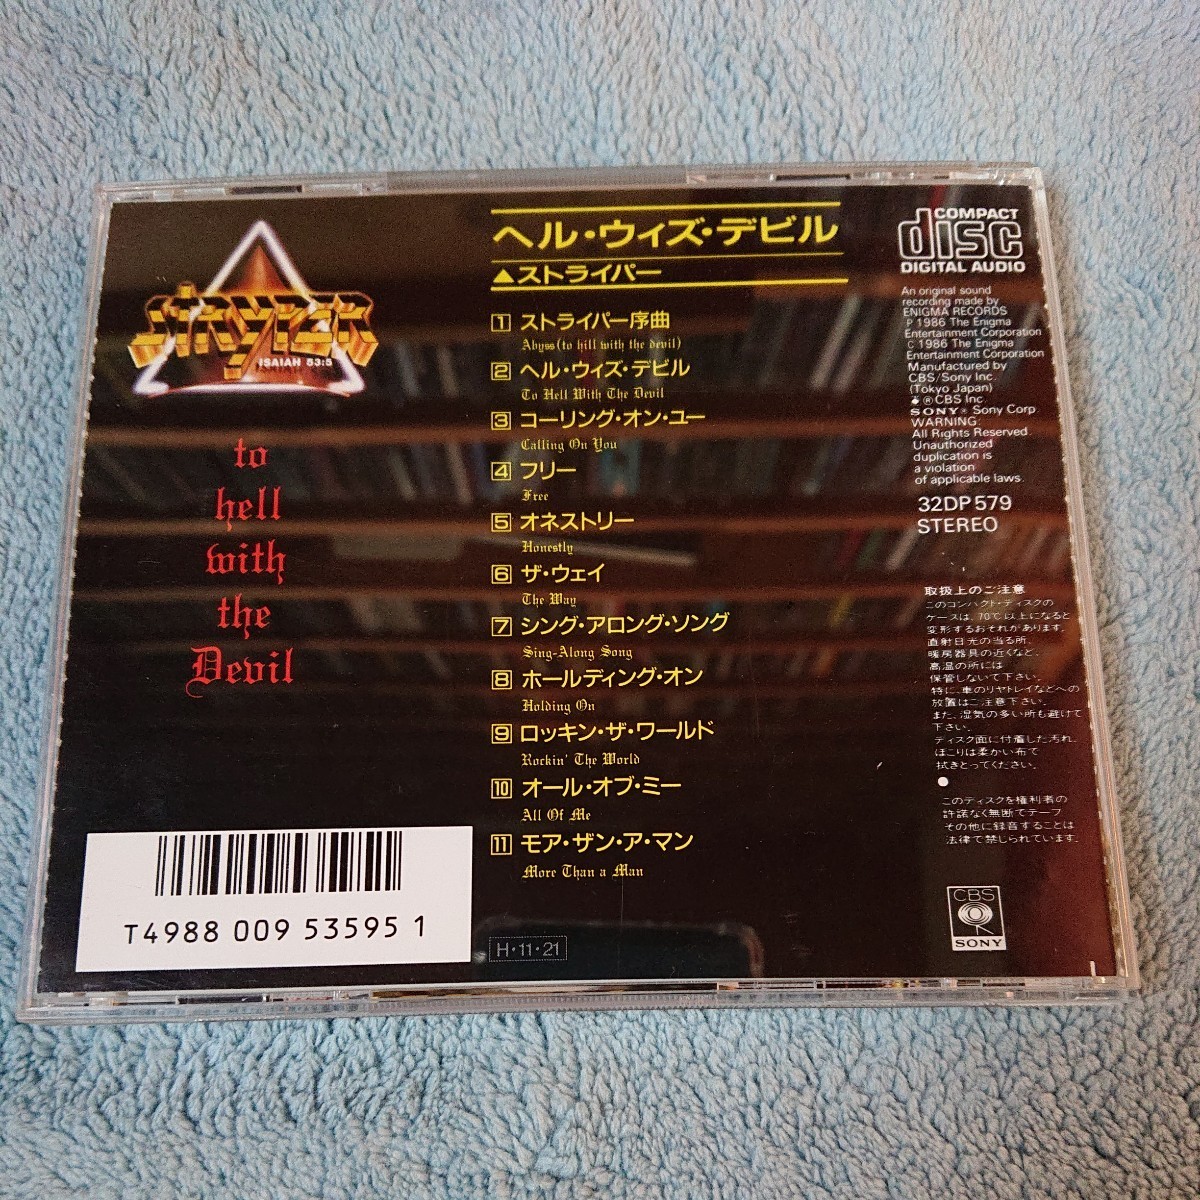 STRYPER
ISAIAH 53:5
to
hell
with
the
Devil
ヘル・ウィズ・デビル
▲ストライパー
1 ストライパー序曲
Abyss (to hill with the devil)
2 ヘル・ウィズ・デビル
To Hell With The Devil
3 コーリング・オン・ユー
Calling On You
4 フリー
Free
5 オネストリー
Honestly
6 ザ・ウェイ
The Way
7 シング・アロング・ソング
Sing-Along Song
8 ホールディング・オン
Holding On
9 ロッキン・ザ・ワールド
Rockin' The World
10 オール・オブ・ミー
All Of Me
11 モア・ザン・ア・マン
More Than a Man
H・11・21
T4988 009 53595 1
COMPACT
disc
DIGITAL AUDIO
An original sound
recording made by
ENIGMA RECORDS
P 1986 The Enigma
Entertainment Corporation
C 1986 The Enigma
Entertainment Corporation
Manufactured by
CBS/Sony Inc.
(Tokyo Japan)
® CBS Inc.
SONY® Sony Corp.
WARNING:
All Rights Reserved.
Unauthorized
duplication is
a violation
of applicable laws.
32DP 579
STEREO
取扱上のご注意
このコンパクト・ディスクの
ケースは、70℃以上になると
変形するおそれがあります。
直射日光の当る所、
暖房器具の近くなど、
高温の所には
保管しないて下さい。
特に、車のリヤトレイなどへの
放置はご注意下さい。
また、湿気の多い所も避けて
下さい。
ディスク面に付着した汚れ、
ほこりは柔かい布で
拭きとってください。
このディスクを権利者の
許諾なく無断でテープ
その他に録音することは
法律で禁じられています。
CBS
SONY